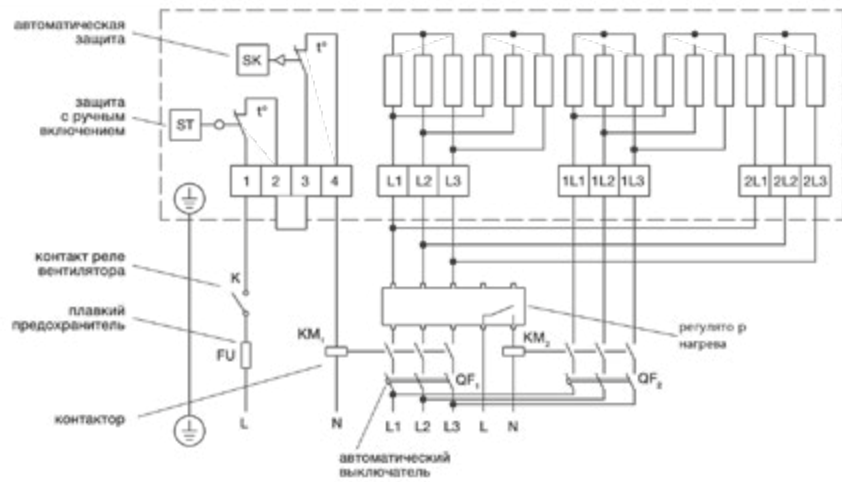 автоматическая
защита
SK
t°
защита
с ручным
включением
ST
t°
1 2 3 4
L1 L2 L3
1L1 1L2 1L3
2L1 2L2 2L3
контакт реле
вентилятора
K
плавкий
предохранитель
FU
KM₁
KM₂
регулято р
нагрева
QF₁
QF₂
контактор
L
N
L1 L2 L3 L N
автоматический
выключатель